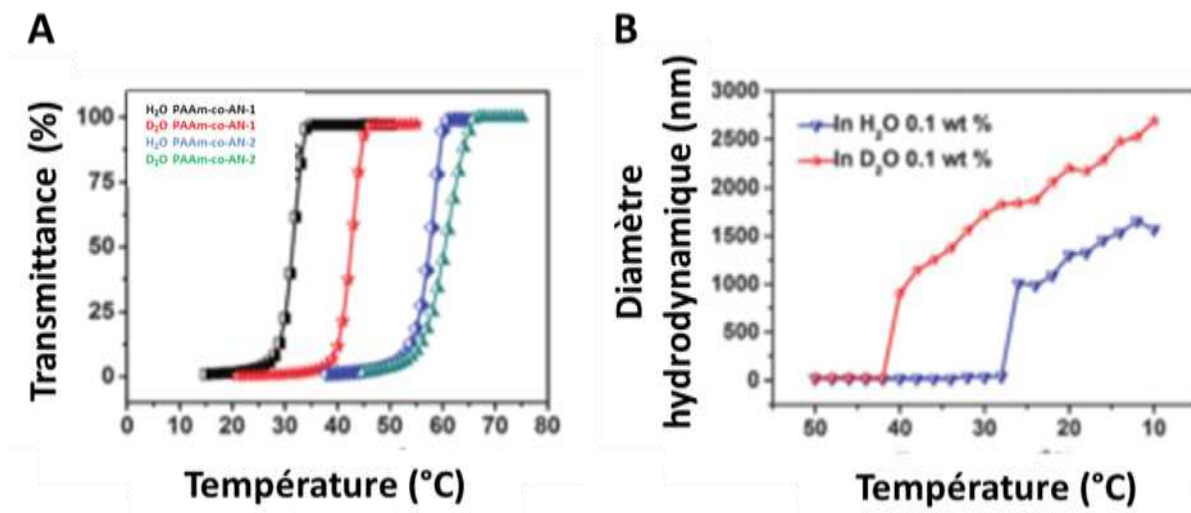 A
Transmittance (%)
100
75
50
25
0
H₂O PAAm-co-AN-1
D₂O PAAm-co-AN-1
H₂O PAAm-co-AN-2
D₂O PAAm-co-AN-2
0 10 20 30 40 50 60 70 80
Température (°C)
B
Diamètre
hydrodynamique (nm)
3000
2500
2000
1500
1000
500
0
In H₂O 0.1 wt %
In D₂O 0.1 wt %
50 40 30 20 10
Température (°C)